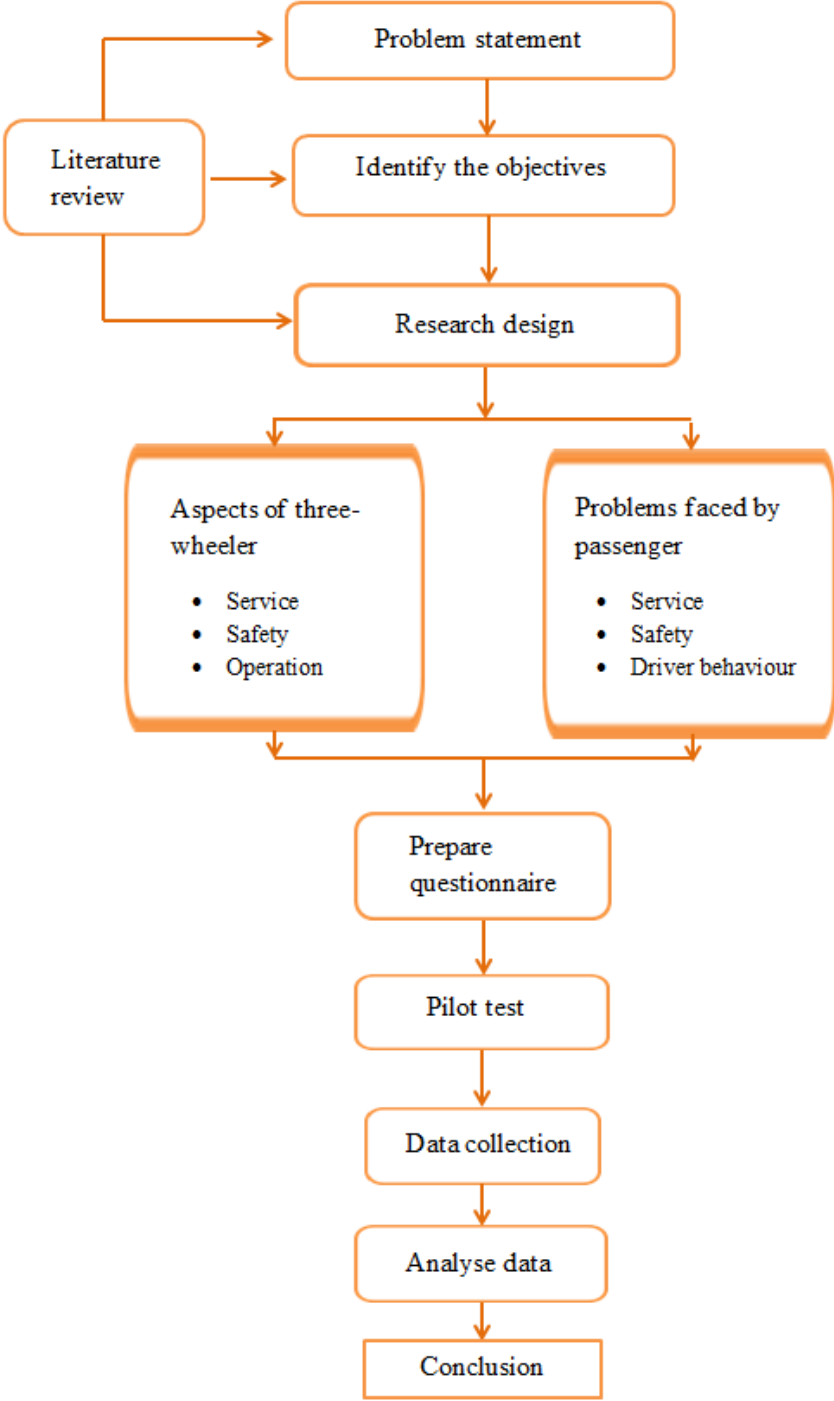 Problem statement
Literature
review
Identify the objectives
Research design
Aspects of three-
wheeler
• Service
• Safety
• Operation
Problems faced by
passenger
• Service
• Safety
• Driver behaviour
Prepare
questionnaire
Pilot test
Data collection
Analyse data
Conclusion